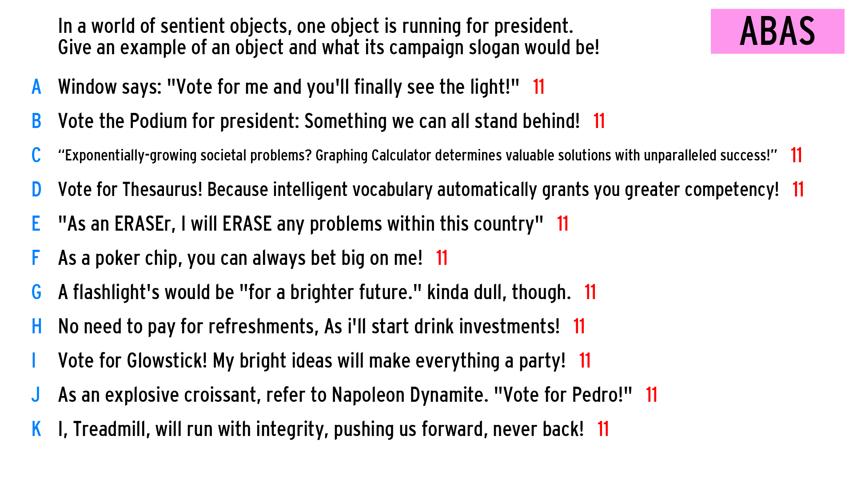 In a world of sentient objects, one object is running for president.
Give an example of an object and what its campaign slogan would be!
ABAS
A Window says: "Vote for me and you'll finally see the light!" 11
B Vote the Podium for president: Something we can all stand behind! 11
C “Exponentially-growing societal problems? Graphing Calculator determines valuable solutions with unparalleled success!” 11
D Vote for Thesaurus! Because intelligent vocabulary automatically grants you greater competency! 11
E "As an ERASEr, I will ERASE any problems within this country" 11
F As a poker chip, you can always bet big on me! 11
G A flashlight's would be "for a brighter future." kinda dull, though. 11
H No need to pay for refreshments, As i'll start drink investments! 11
I Vote for Glowstick! My bright ideas will make everything a party! 11
J As an explosive croissant, refer to Napoleon Dynamite. "Vote for Pedro!" 11
K I, Treadmill, will run with integrity, pushing us forward, never back! 11